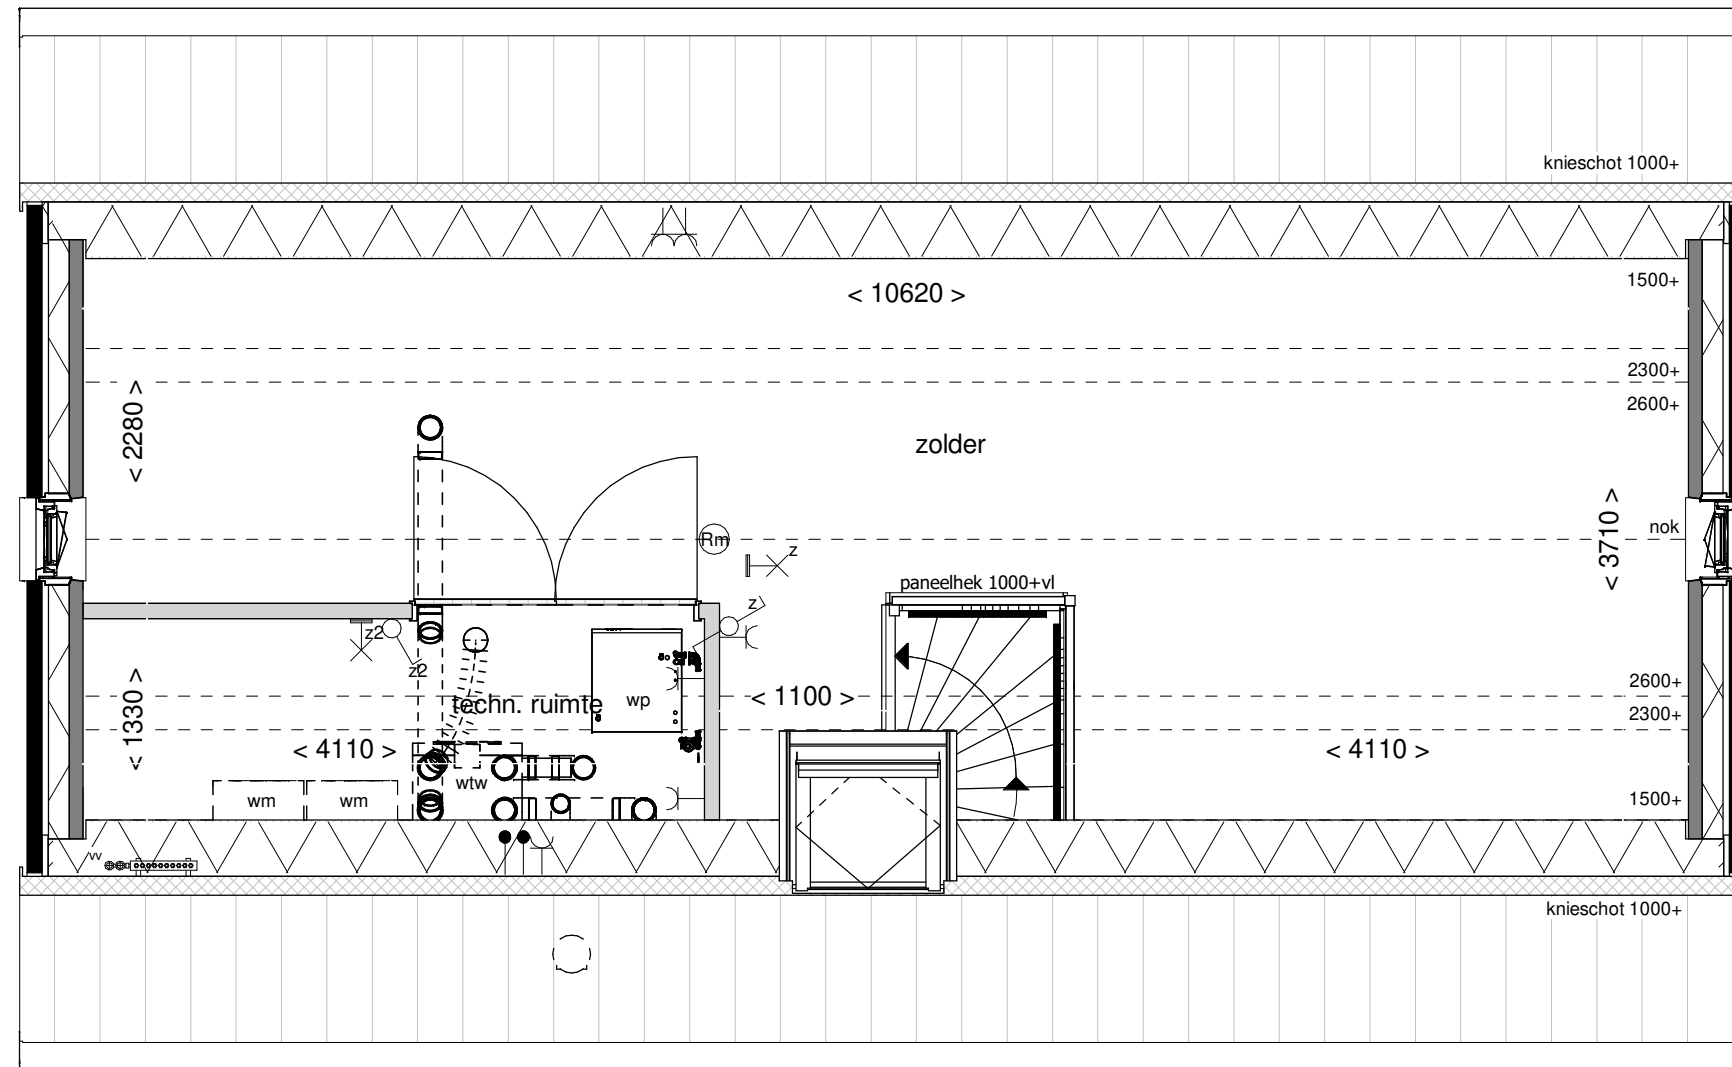 knieschot 1000+
1500+
< 10620 >
2300+
2600+
< 2280 >
zolder
Rm
nok
z
< 3710 >
paneelhek 1000+vl
z
z2
z2
2600+
techn. ruimte
wp
< 1100 >
2300+
< 1330 >
< 4110 >
< 4110 >
wtw
wm
wm
1500+
vv
knieschot 1000+